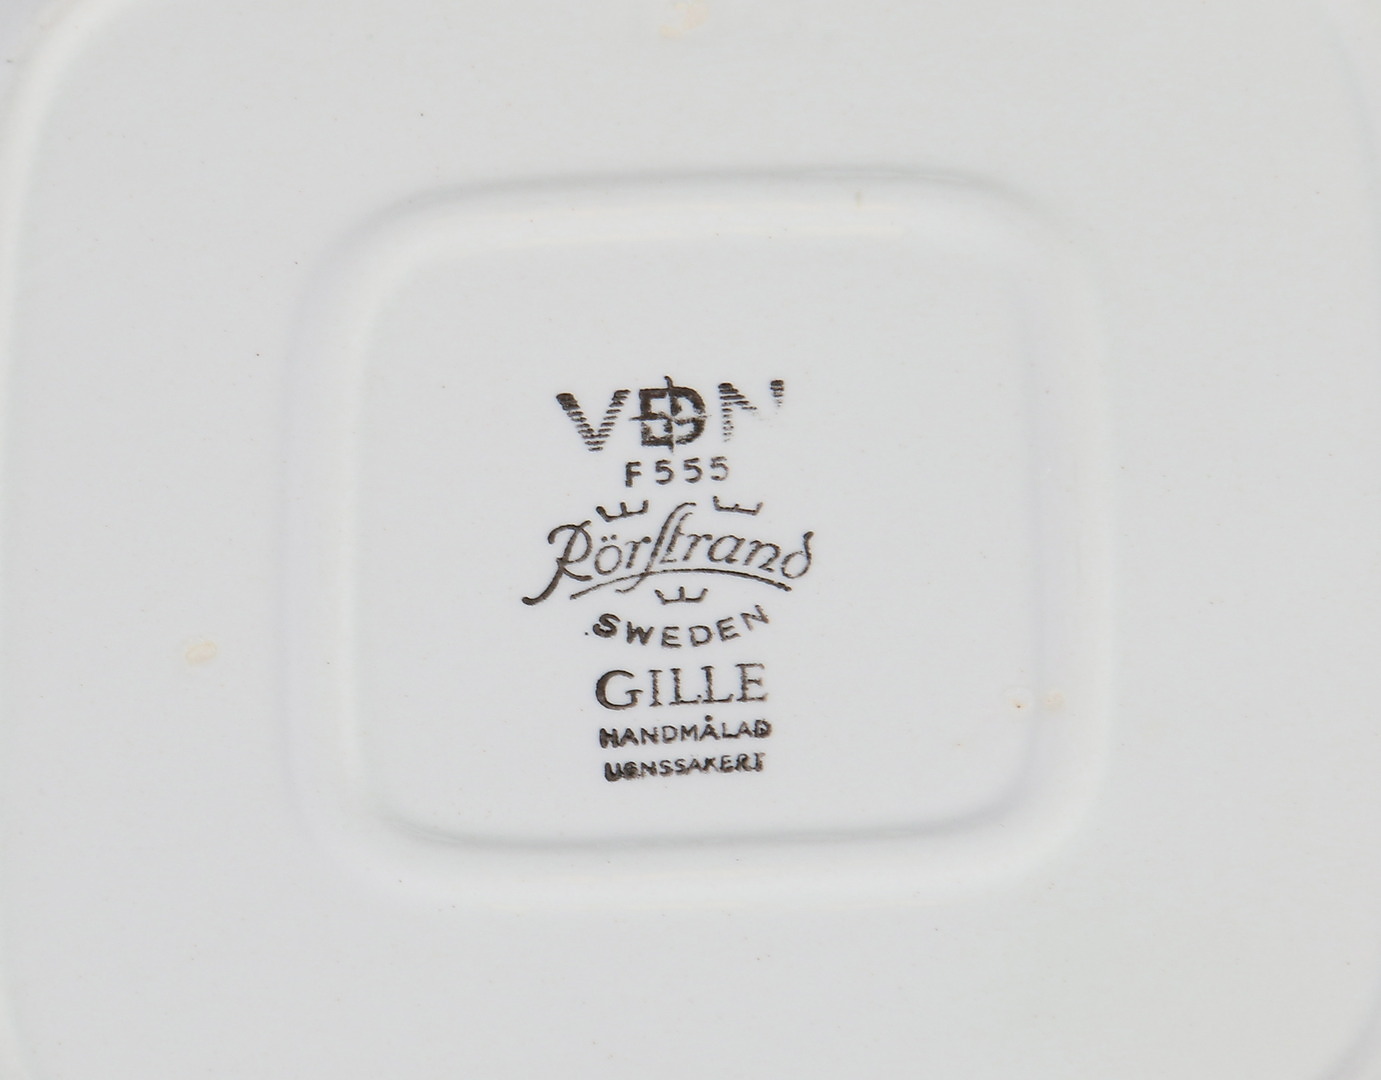 VDN
F555
Rörstrand
SWEDEN
GILLE
HANDMÅLAD
UGNSSÄKERT